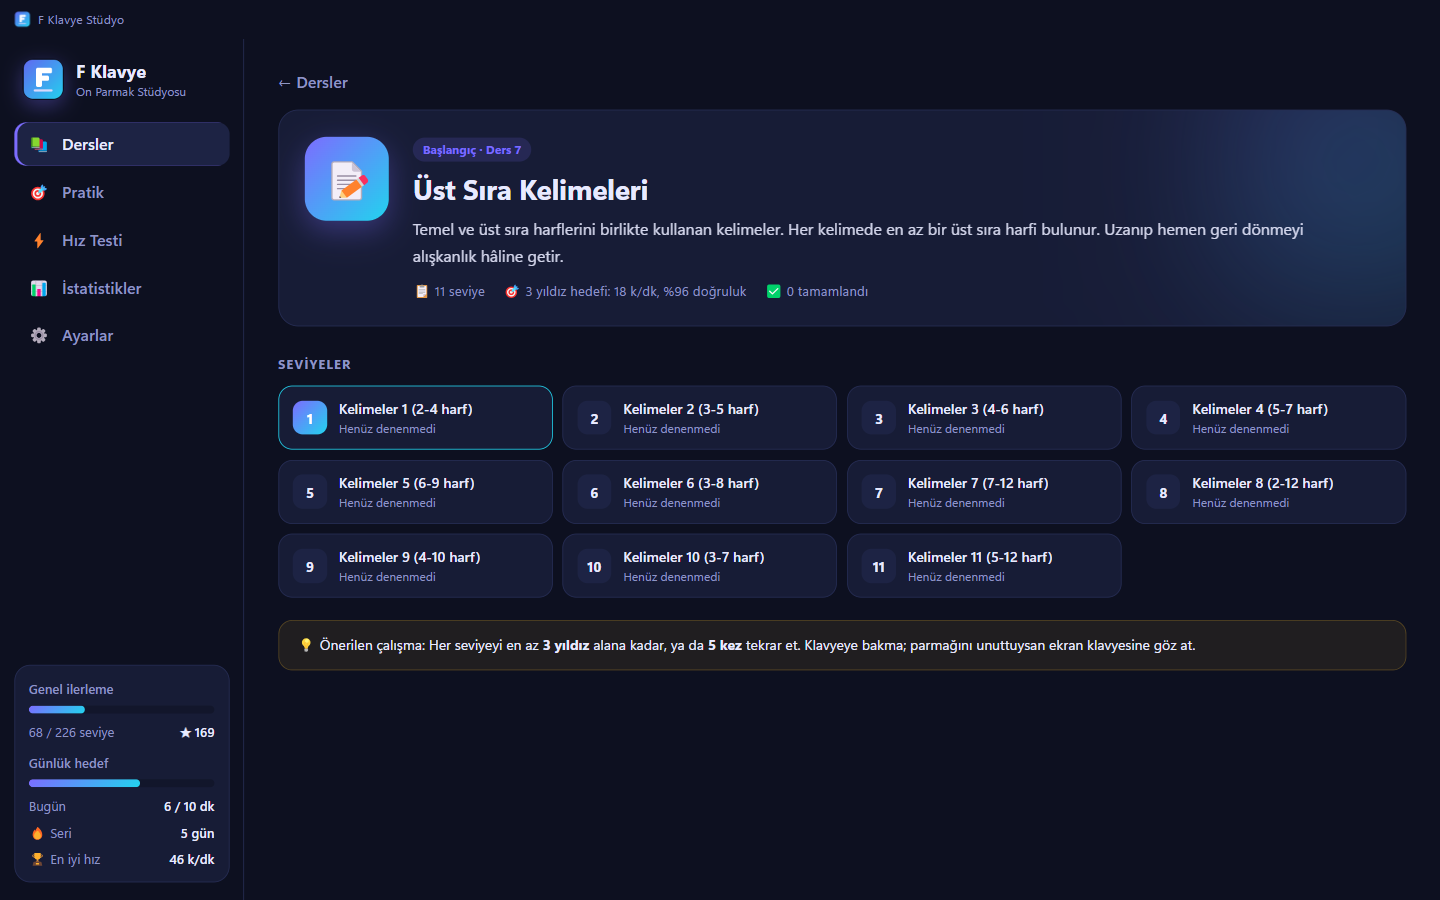 F Klavye Stüdyo
F Klavye
On Parmak Stüdyosu
Dersler
Pratik
Hız Testi
İstatistikler
Ayarlar
Genel ilerleme
68 / 226 seviye ★ 169
Günlük hedef
Bugün 6 / 10 dk
Seri 5 gün
En iyi hız 46 k/dk
← Dersler
Başlangıç · Ders 7
Üst Sıra Kelimeleri
Temel ve üst sıra harflerini birlikte kullanan kelimeler. Her kelimede en az bir üst sıra harfi bulunur. Uzanıp hemen geri dönmeyi
alışkanlık hâline getir.
11 seviye 3 yıldız hedefi: 18 k/dk, %96 doğruluk 0 tamamlandı
SEVİYELER
1 Kelimeler 1 (2-4 harf)
Henüz denenmedi
2 Kelimeler 2 (3-5 harf)
Henüz denenmedi
3 Kelimeler 3 (4-6 harf)
Henüz denenmedi
4 Kelimeler 4 (5-7 harf)
Henüz denenmedi
5 Kelimeler 5 (6-9 harf)
Henüz denenmedi
6 Kelimeler 6 (3-8 harf)
Henüz denenmedi
7 Kelimeler 7 (7-12 harf)
Henüz denenmedi
8 Kelimeler 8 (2-12 harf)
Henüz denenmedi
9 Kelimeler 9 (4-10 harf)
Henüz denenmedi
10 Kelimeler 10 (3-7 harf)
Henüz denenmedi
11 Kelimeler 11 (5-12 harf)
Henüz denenmedi
Önerilen çalışma: Her seviyeyi en az 3 yıldız alana kadar, ya da 5 kez tekrar et. Klavyeye bakma; parmağını unuttuysan ekran klavyesine göz at.